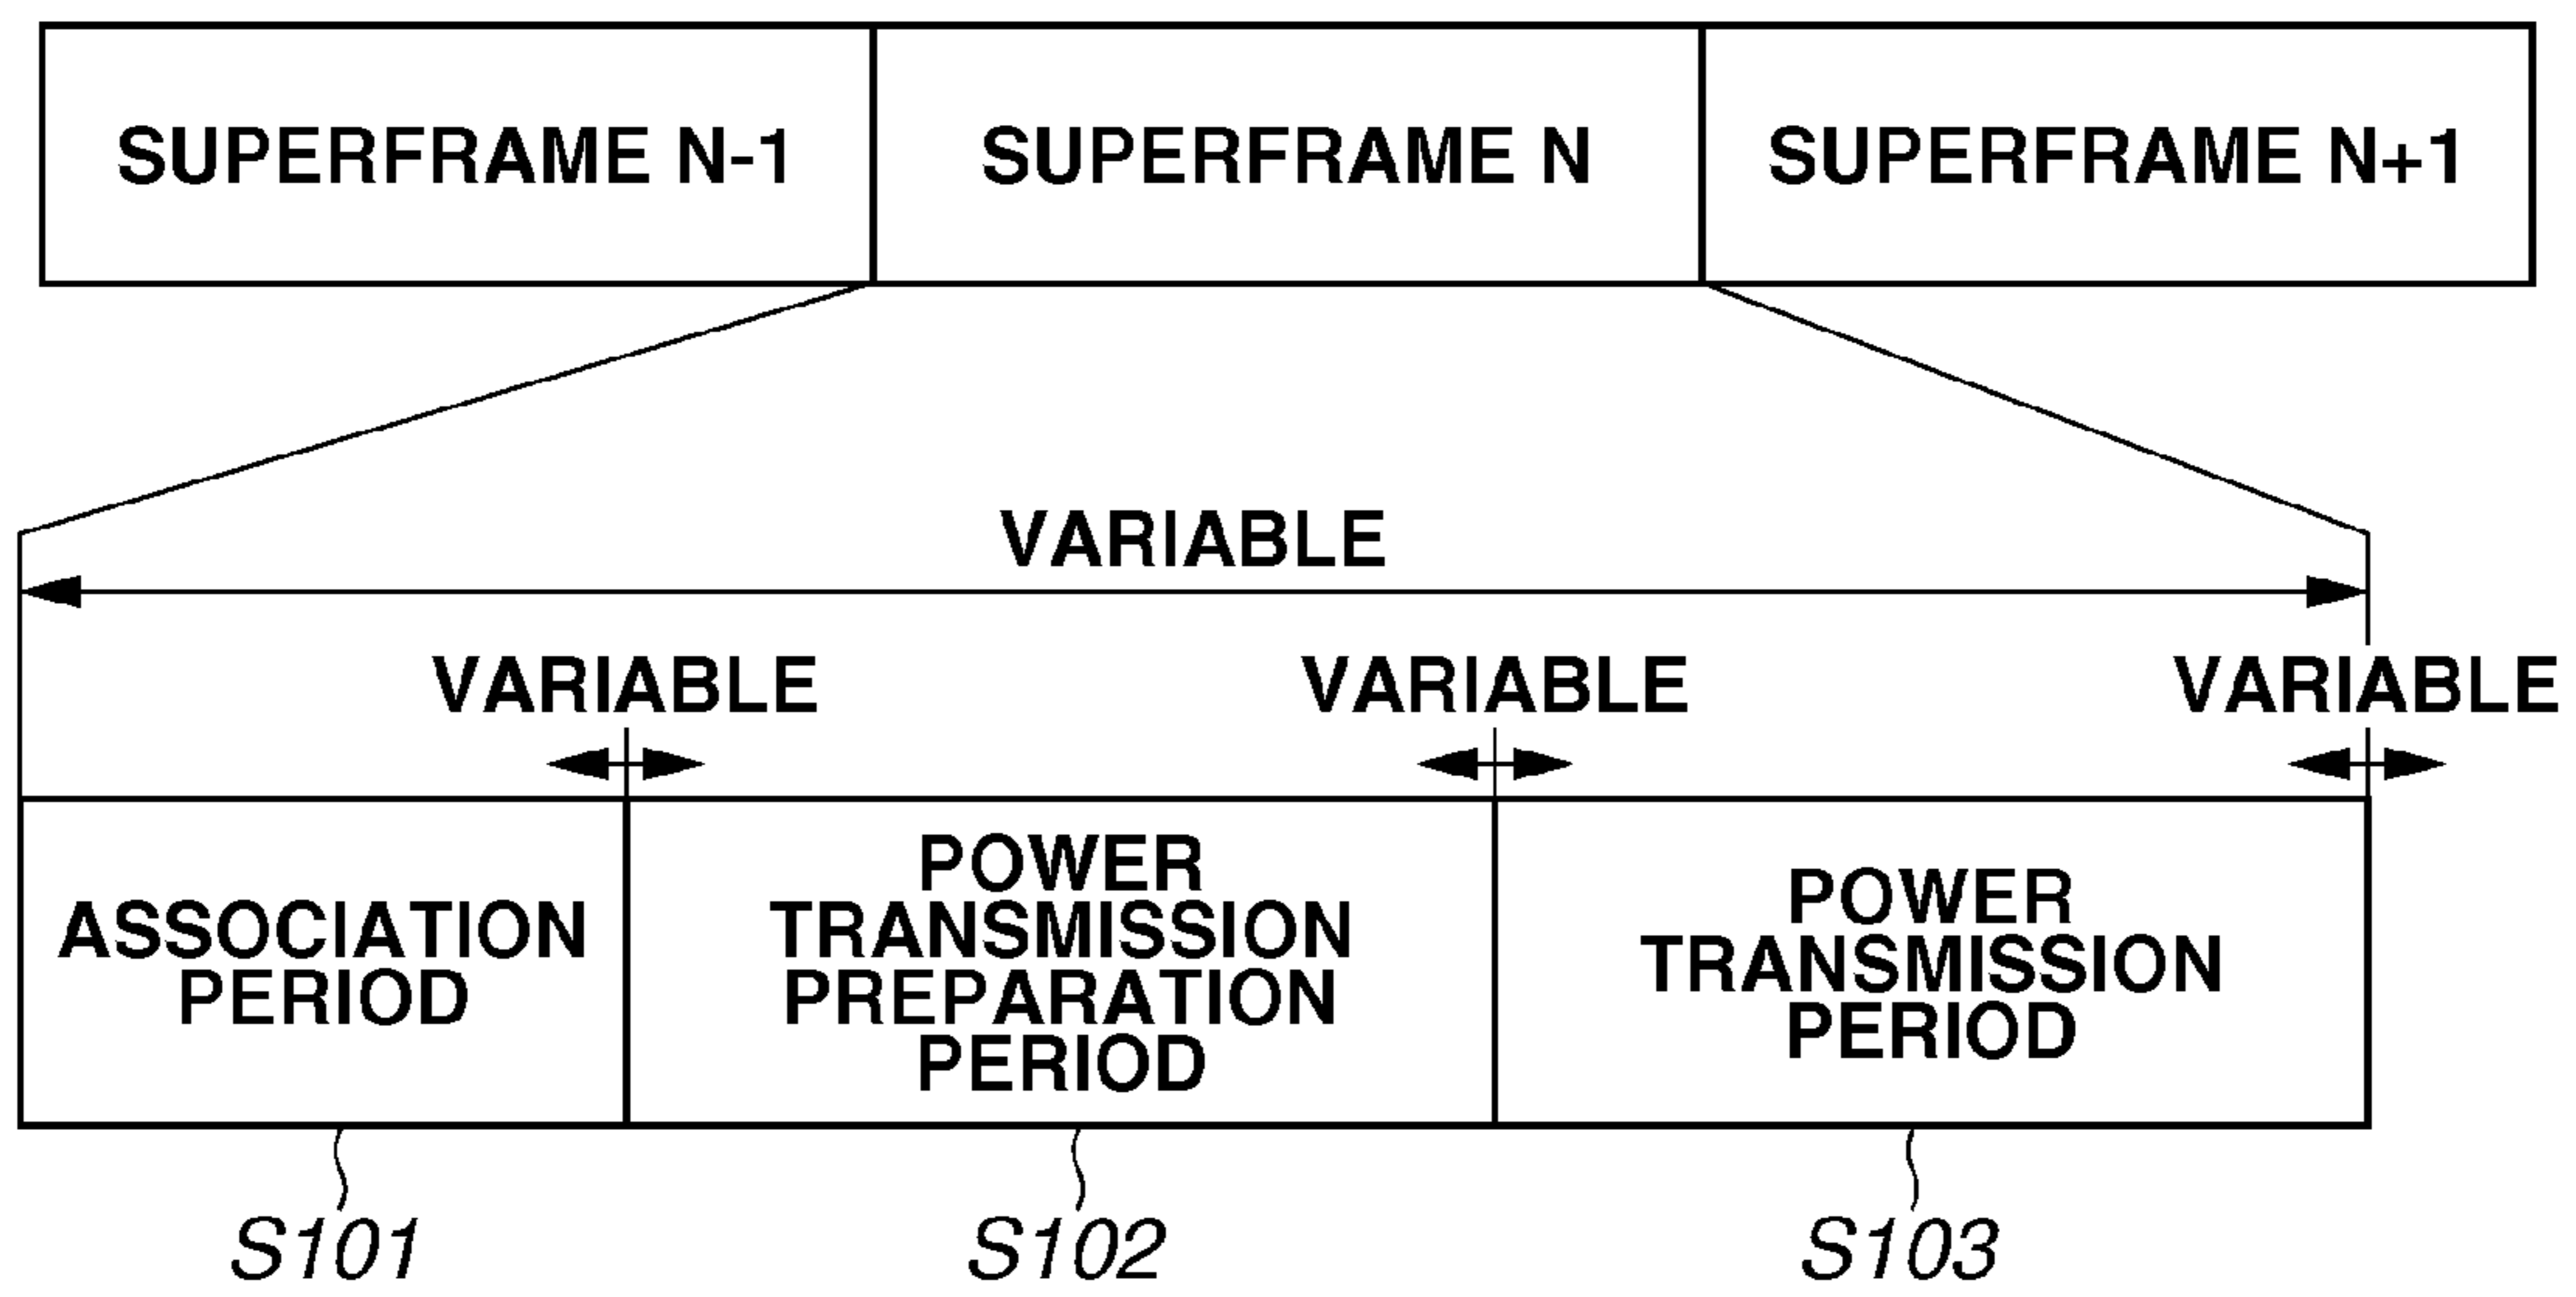 SUPERFRAME N-1 SUPERFRAME N SUPERFRAME N+1
VARIABLE
VARIABLE VARIABLE VARIABLE
ASSOCIATION
PERIOD
POWER
TRANSMISSION
PREPARATION
PERIOD
POWER
TRANSMISSION
PERIOD
S101 S102 S103